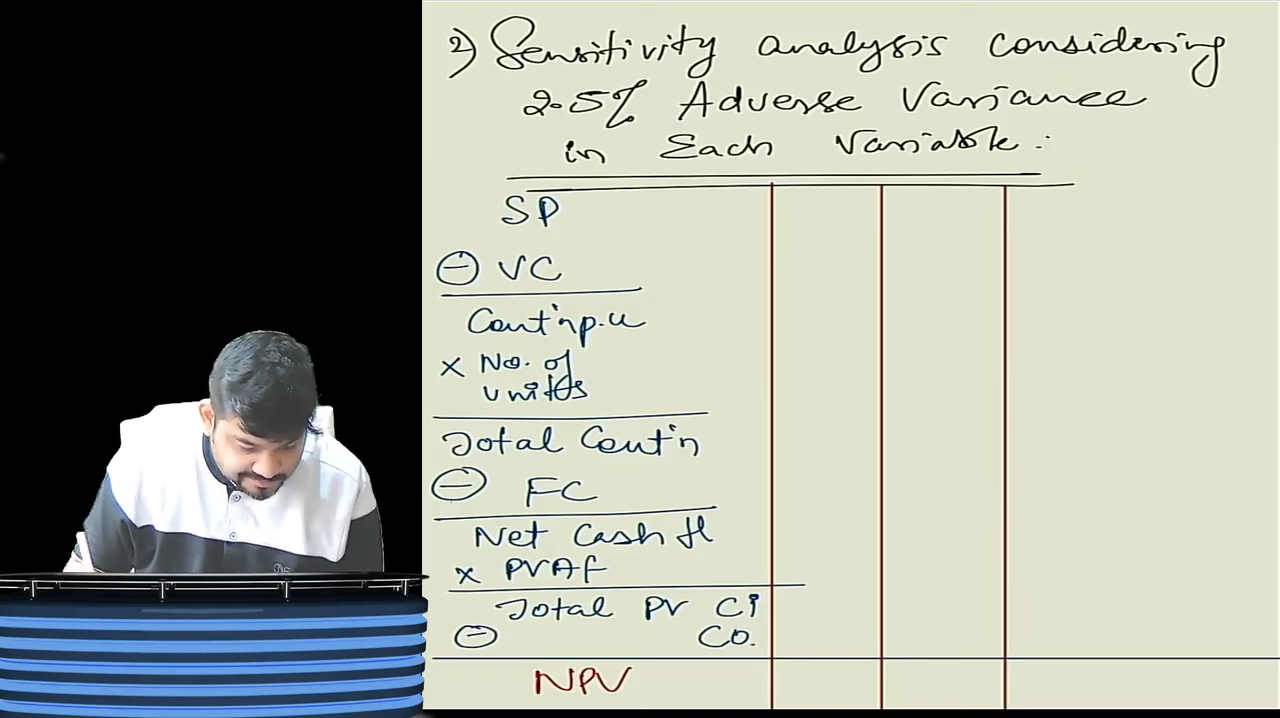 2) Sensitivity analysis considering
2.5% Adverse Variance
in Each Variable :-
SP
⊖ VC
Cont'n p.u
× No. of
units
Total Cont'n
⊖ FC
Net Cash fl
× PVAF
Total PV CI
⊖ CO.
NPV